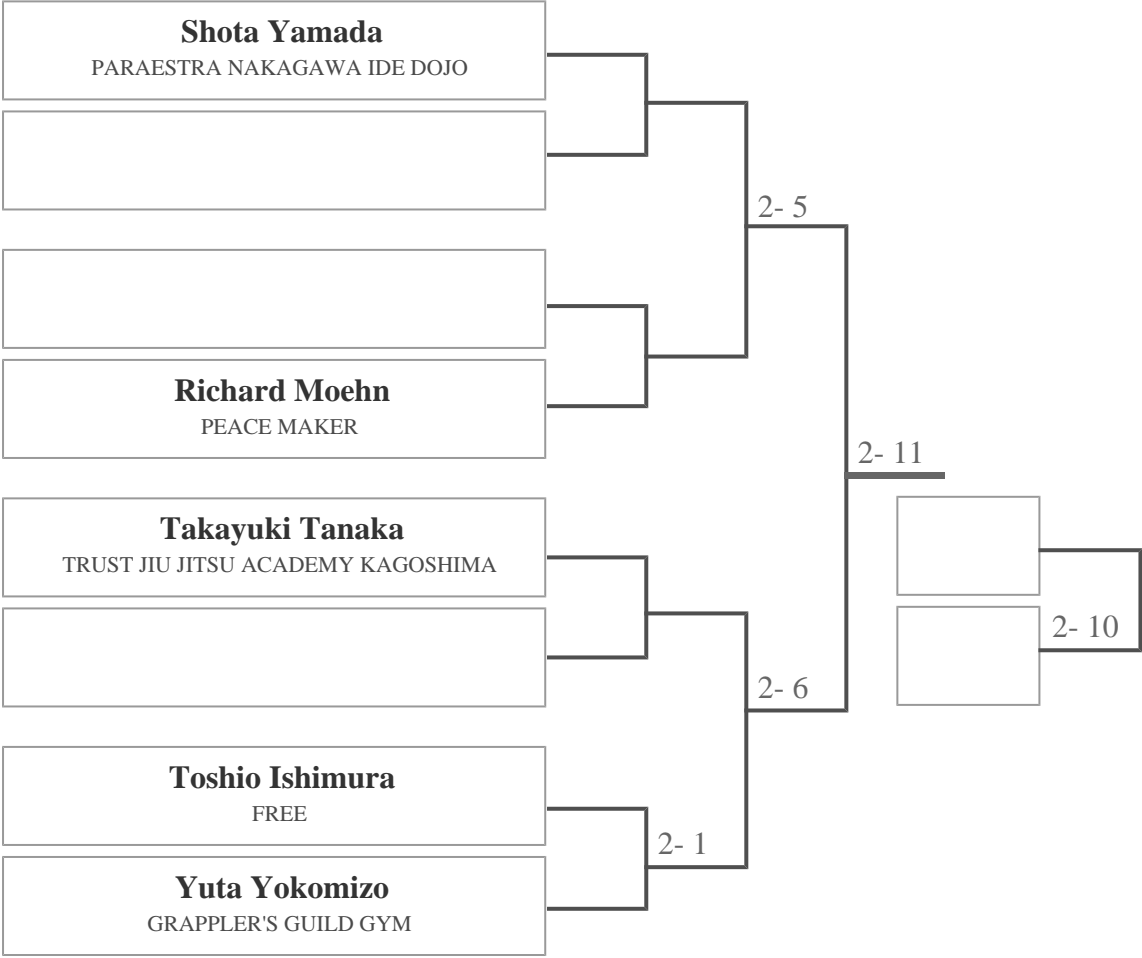 Shota Yamada
PARAESTRA NAKAGAWA IDE DOJO
2- 5
Richard Moehn
PEACE MAKER
2- 11
Takayuki Tanaka
TRUST JIU JITSU ACADEMY KAGOSHIMA
2- 10
2- 6
Toshio Ishimura
FREE
2- 1
Yuta Yokomizo
GRAPPLER'S GUILD GYM